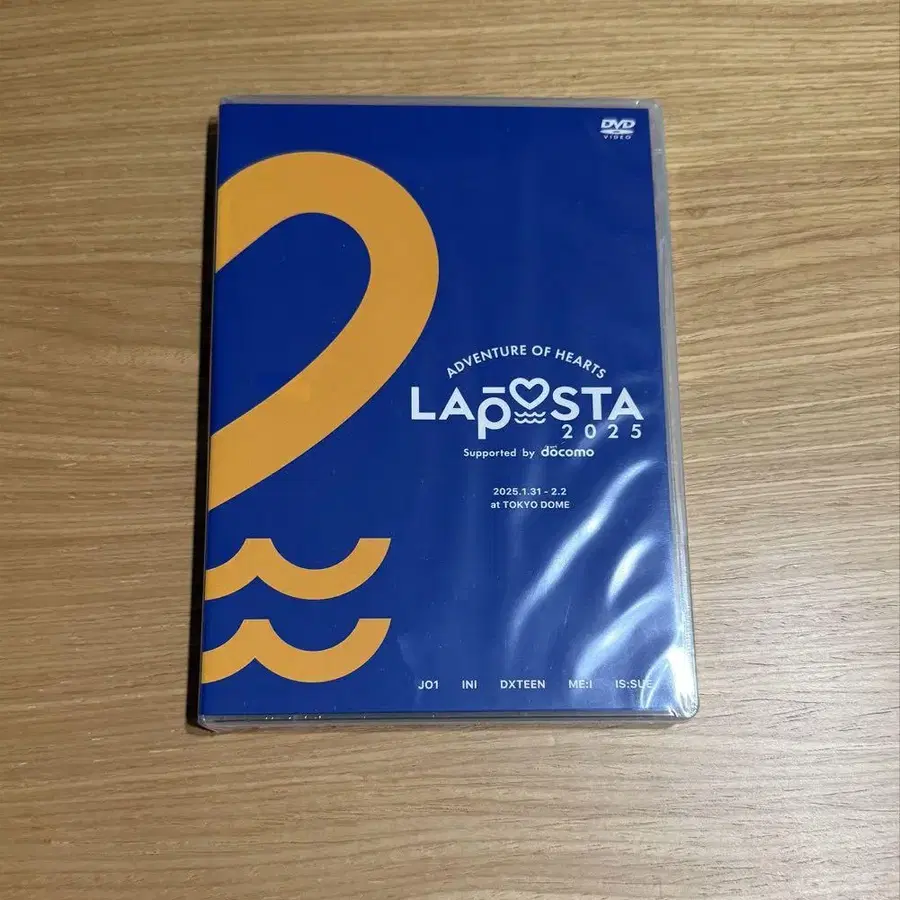 DVD
VIDEO
ADVENTURE OF HEARTS
LAPOSTA
2025
Supported by docomo
2025.1.31 - 2.2
at TOKYO DOME
JO1 INI DXTEEN ME:I IS:SUE